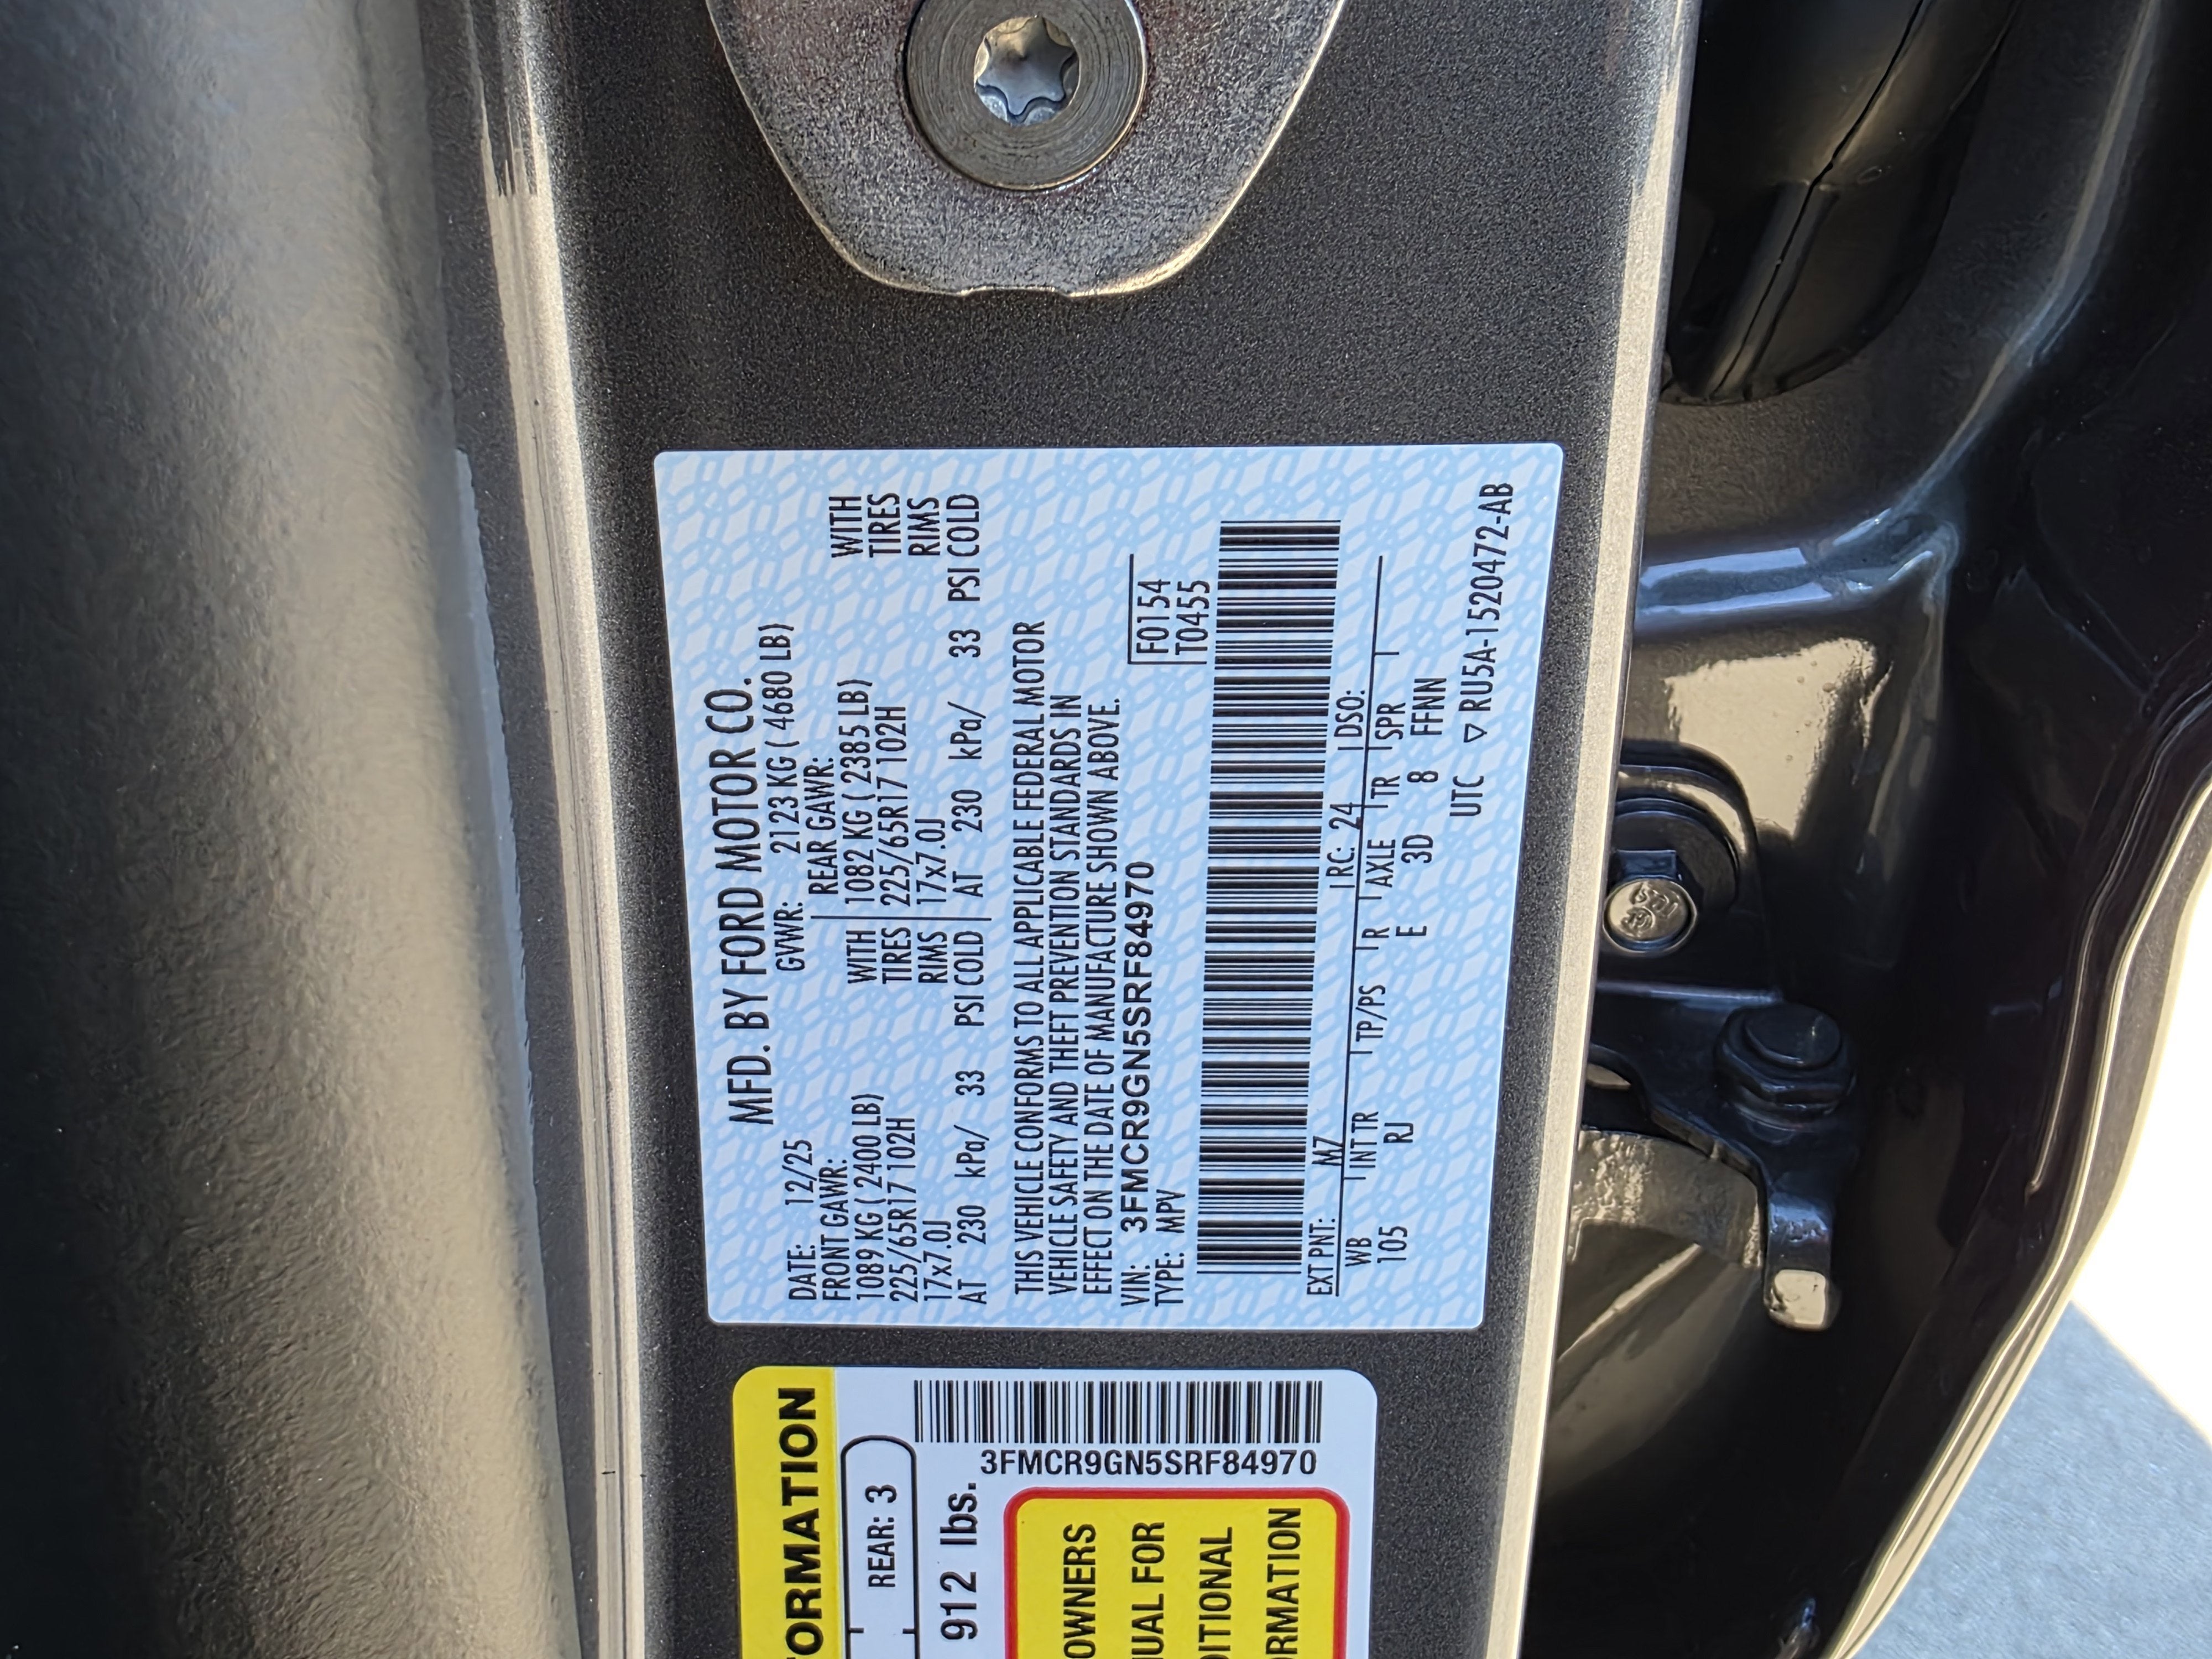 MFD. BY FORD MOTOR CO.
DATE: 12/25 GVWR: 2123 KG ( 4680 LB)
FRONT GAWR: REAR GAWR:
1089 KG ( 2400 LB) WITH 1082 KG ( 2385 LB) WITH
225/65R17 102H TIRES 225/65R17 102H TIRES
17x7.0J RIMS 17x7.0J RIMS
AT 230 kPa/ 33 PSI COLD AT 230 kPa/ 33 PSI COLD
THIS VEHICLE CONFORMS TO ALL APPLICABLE FEDERAL MOTOR
VEHICLE SAFETY AND THEFT PREVENTION STANDARDS IN
EFFECT ON THE DATE OF MANUFACTURE SHOWN ABOVE.
VIN: 3FMCR9GN5SRF84970 F0154
TYPE: MPV T0455
EXT PNT: M7 RC: 24 DSO:
WB INT TR TP/PS R AXLE TR SPR
105 RJ E 3D 8 FFNN
UTC ▽ RU5A-1520472-AB
ORMATION
REAR: 3
912 lbs.
3FMCR9GN5SRF84970
OWNERS
UAL FOR
DITIONAL
ORMATION